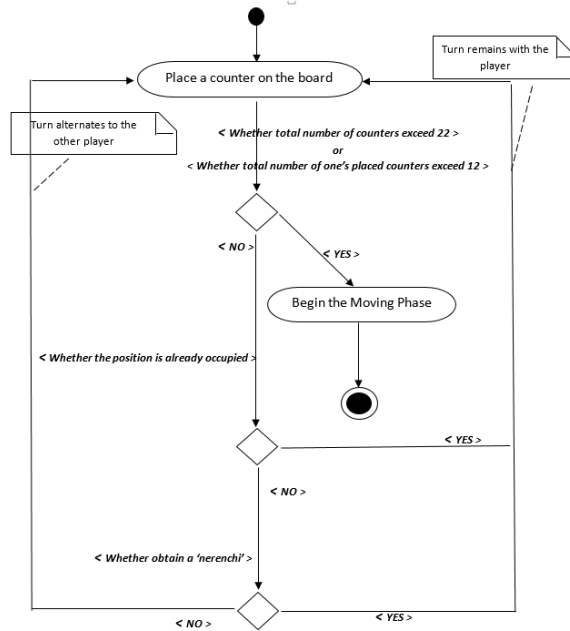 Turn remains with the
player
Place a counter on the board
Turn alternates to the
other player
< Whether total number of counters exceed 22 >
or
< Whether total number of one's placed counters exceed 12 >
< NO >
< YES >
Begin the Moving Phase
< Whether the position is already occupied >
< YES >
< NO >
< Whether obtain a 'nerenchi' >
< NO >
< YES >